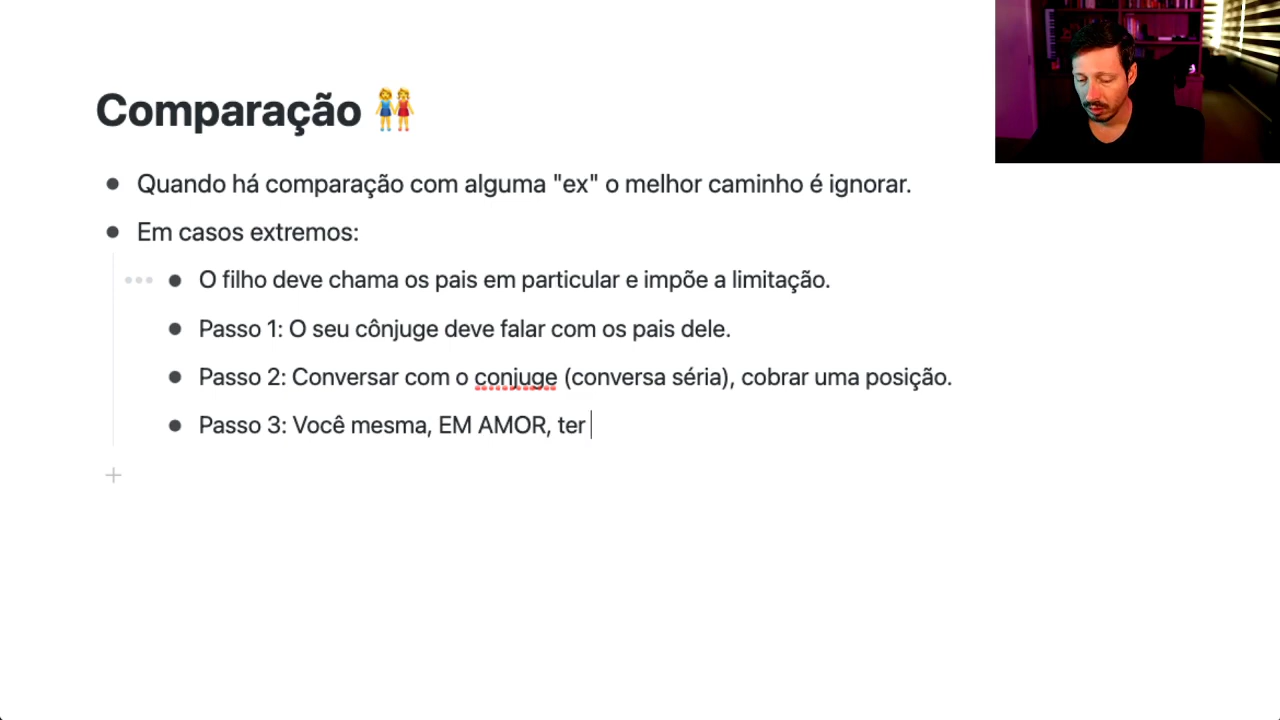 Comparação 👭
Quando há comparação com alguma "ex" o melhor caminho é ignorar.
Em casos extremos:
O filho deve chama os pais em particular e impõe a limitação.
Passo 1: O seu cônjuge deve falar com os pais dele.
Passo 2: Conversar com o conjuge (conversa séria), cobrar uma posição.
Passo 3: Você mesma, EM AMOR, ter